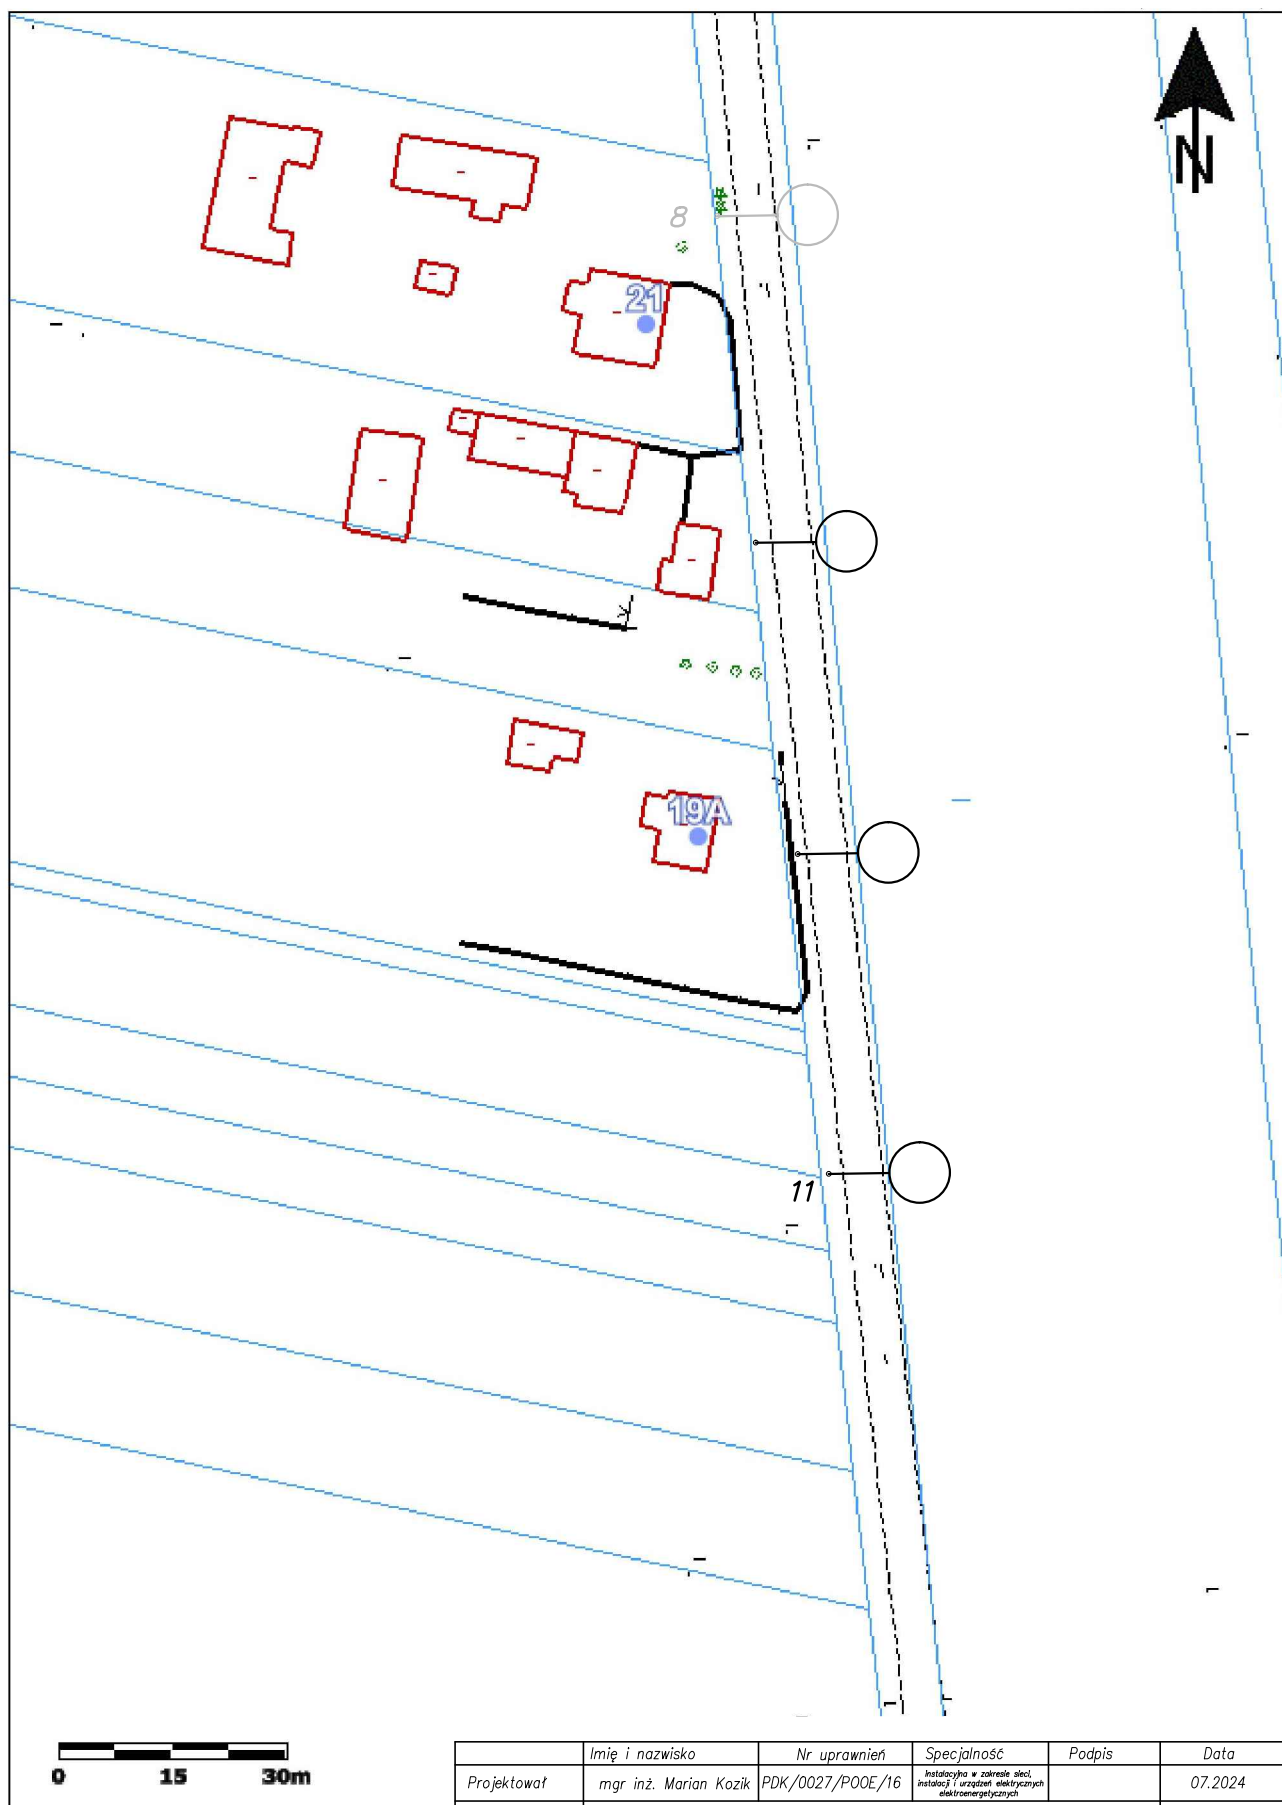 N
8
21
19A
11
0 15 30m
Imię i nazwisko Nr uprawnień Specjalność Podpis Data
Projektował mgr inż. Marian Kozik PDK/0027/POOE/16 Instalacyjna w zakresie sieci, 07.2024
instalacji i urządzeń elektrycznych
elektroenergetycznych